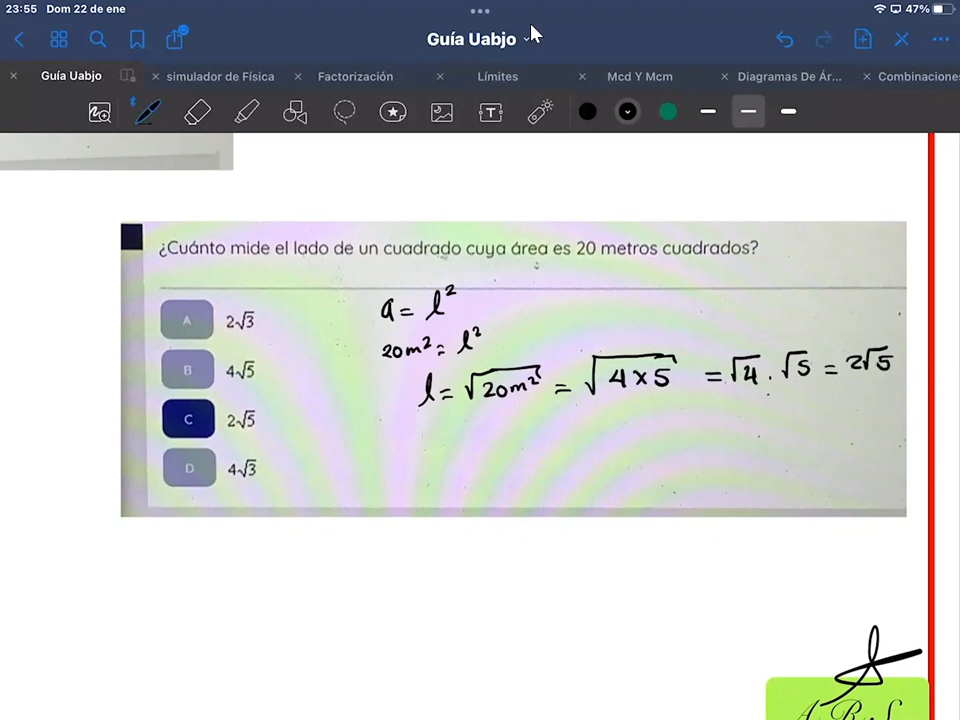 23:55 Dom 22 de ene
47%
Guía Uabjo
Guía Uabjo
simulador de Física
Factorización
Límites
Mcd Y Mcm
Diagramas De Ár...
Combinaciones
¿Cuánto mide el lado de un cuadrado cuya área es 20 metros cuadrados?
A 2√3
B 4√5
C 2√5
D 4√3
a = l²
20m² = l²
l = √20m² = √4×5 = √4 . √5 = 2√5